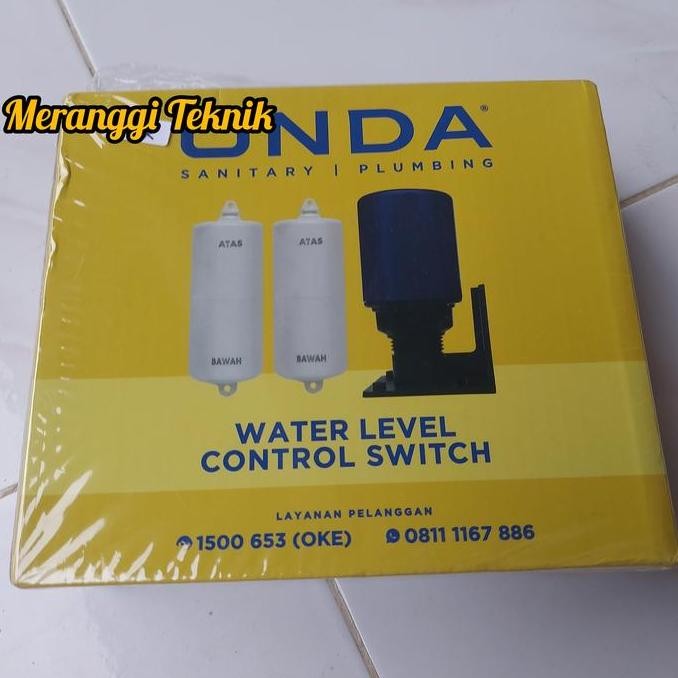 Meranggi Teknik
ONDA®
SANITARY | PLUMBING
ATAS ATAS
BAWAH BAWAH
WATER LEVEL
CONTROL SWITCH
LAYANAN PELANGGAN
1500 653 (OKE) 0811 1167 886